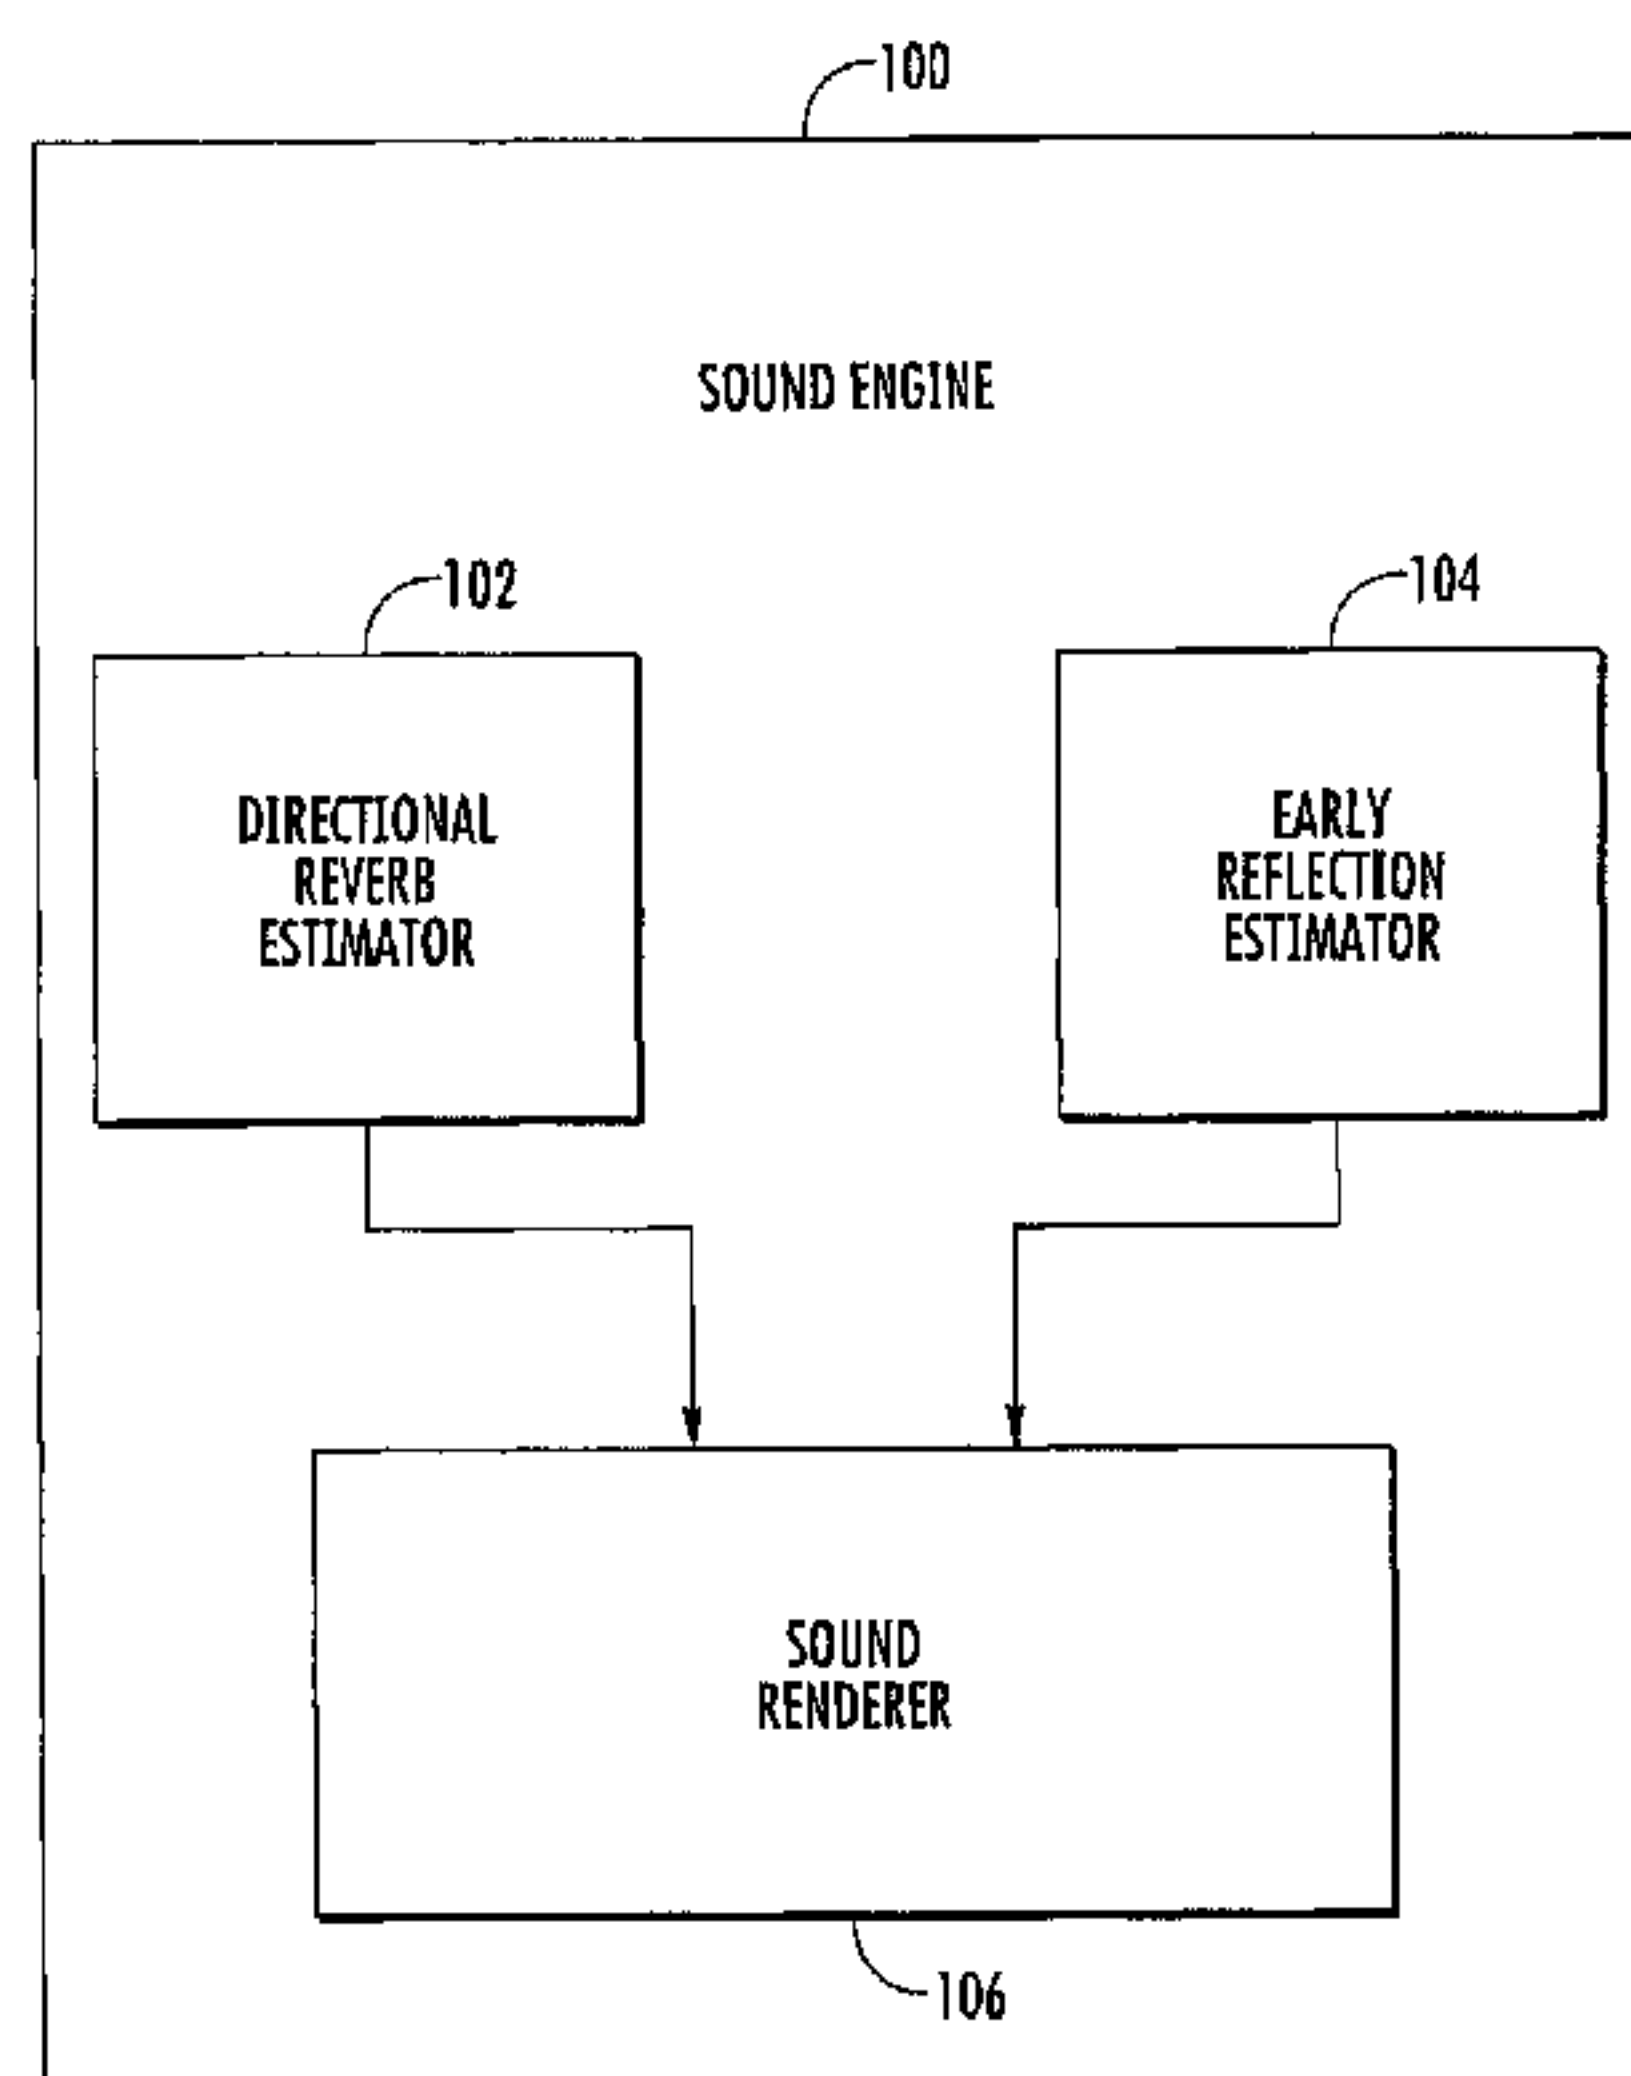 100
SOUND ENGINE
102
104
DIRECTIONAL
REVERB
ESTIMATOR
EARLY
REFLECTION
ESTIMATOR
SOUND
RENDERER
106